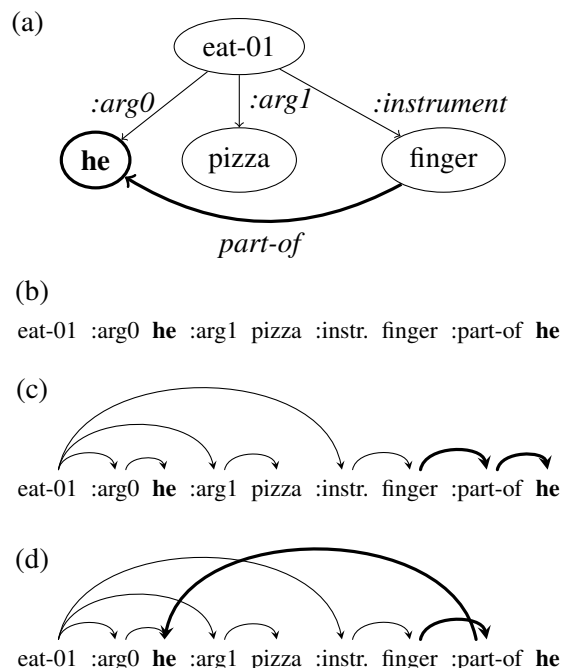 (a)
eat-01
:arg0 :arg1 :instrument
he pizza finger
part-of
(b)
eat-01 :arg0 he :arg1 pizza :instr. finger :part-of he
(c)
eat-01 :arg0 he :arg1 pizza :instr. finger :part-of he
(d)
eat-01 :arg0 he :arg1 pizza :instr. finger :part-of he